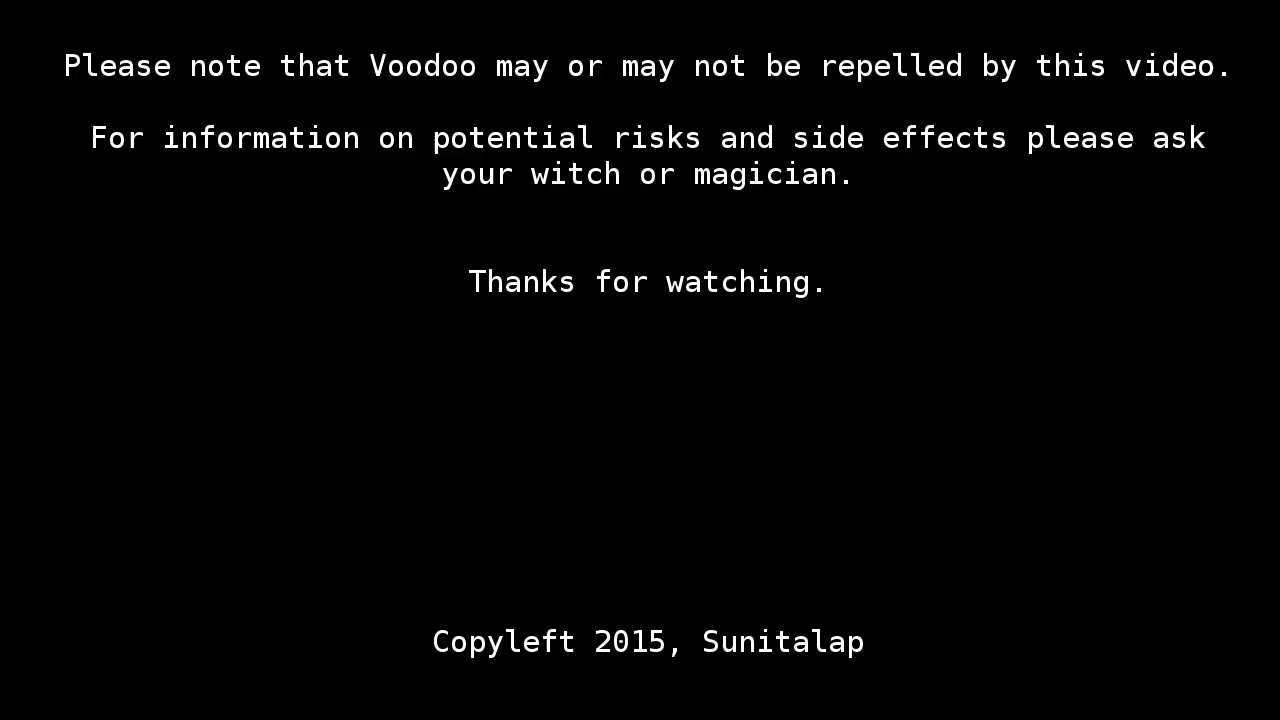 Please note that Voodoo may or may not be repelled by this video.
For information on potential risks and side effects please ask
your witch or magician.
Thanks for watching.
Copyleft 2015, Sunitalap